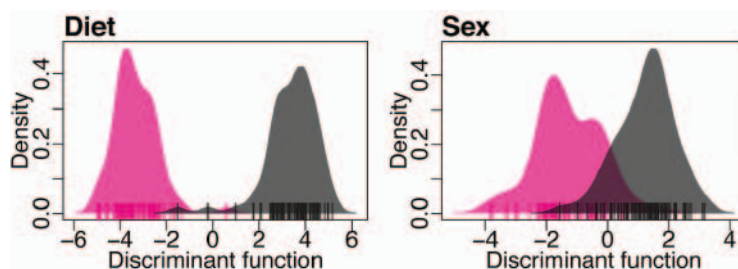 Diet
Density
0.0 0.2 0.4
−6 −4 −2 0 2 4 6
Discriminant function
Sex
Density
0.0 0.2 0.4
−4 −2 0 2 4
Discriminant function